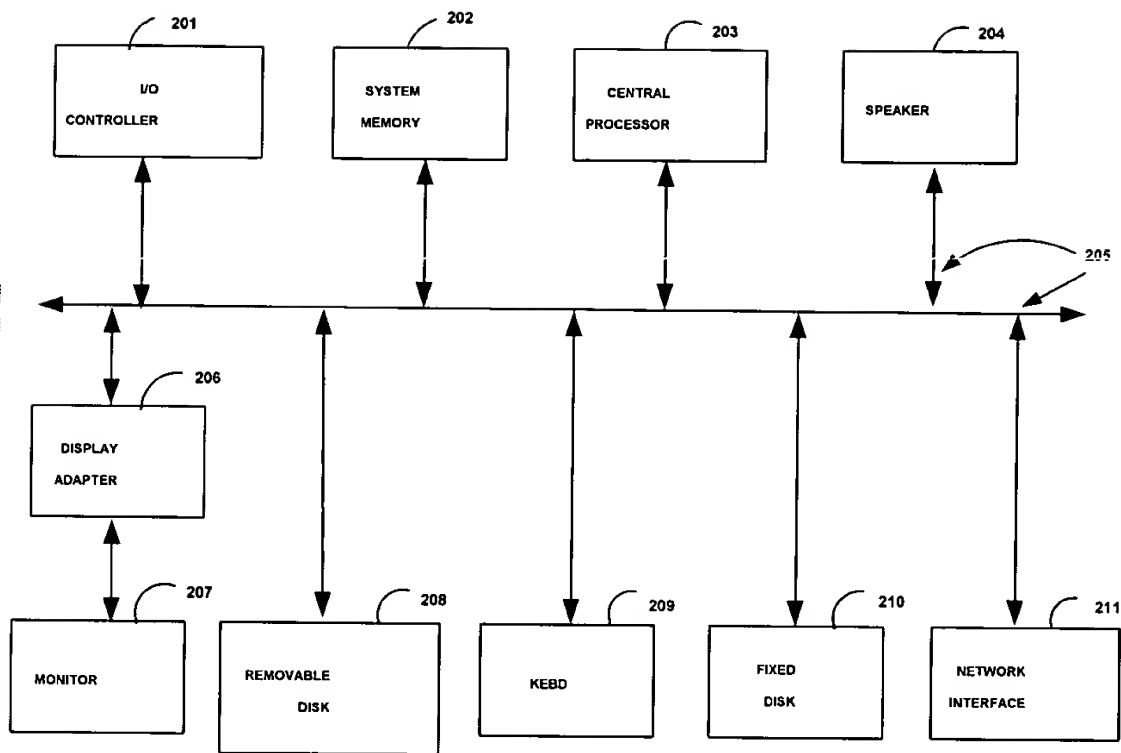 201
202
203
204
I/O
CONTROLLER
SYSTEM
MEMORY
CENTRAL
PROCESSOR
SPEAKER
205
206
DISPLAY
ADAPTER
207
208
209
210
211
MONITOR
REMOVABLE
DISK
KEBD
FIXED
DISK
NETWORK
INTERFACE